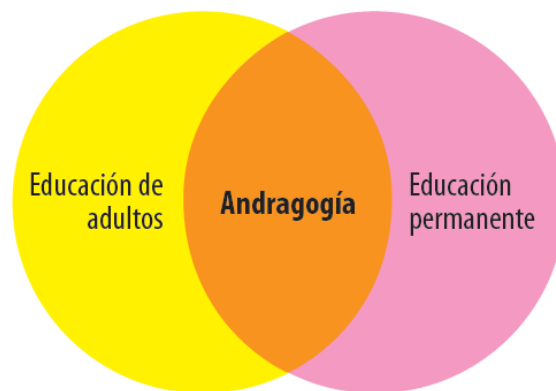 Educación de
adultos
Andragogía
Educación
permanente